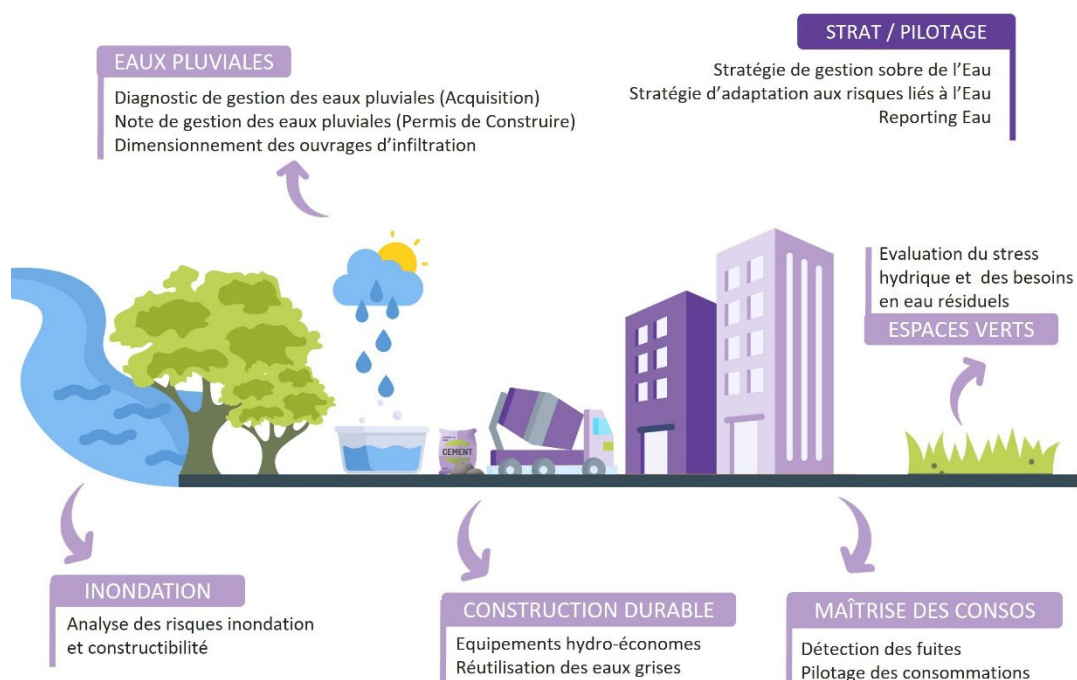 EAUX PLUVIALES
Diagnostic de gestion des eaux pluviales (Acquisition)
Note de gestion des eaux pluviales (Permis de Construire)
Dimensionnement des ouvrages d’infiltration
STRAT / PILOTAGE
Stratégie de gestion sobre de l’Eau
Stratégie d’adaptation aux risques liés à l’Eau
Reporting Eau
Evaluation du stress
hydrique et des besoins
en eau résiduels
ESPACES VERTS
CEMENT
INONDATION
Analyse des risques inondation
et constructibilité
CONSTRUCTION DURABLE
Equipements hydro-économes
Réutilisation des eaux grises
MAÎTRISE DES CONSOS
Détection des fuites
Pilotage des consommations